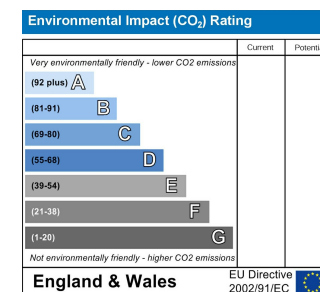 Environmental Impact (CO₂) Rating
Current Potenti
Very environmentally friendly - lower CO2 emissions
(92 plus) A
(81-91) B
(69-80) C
(55-68) D
(39-54) E
(21-38) F
(1-20) G
Not environmentally friendly - higher CO2 emissions
England & Wales
EU Directive
2002/91/EC